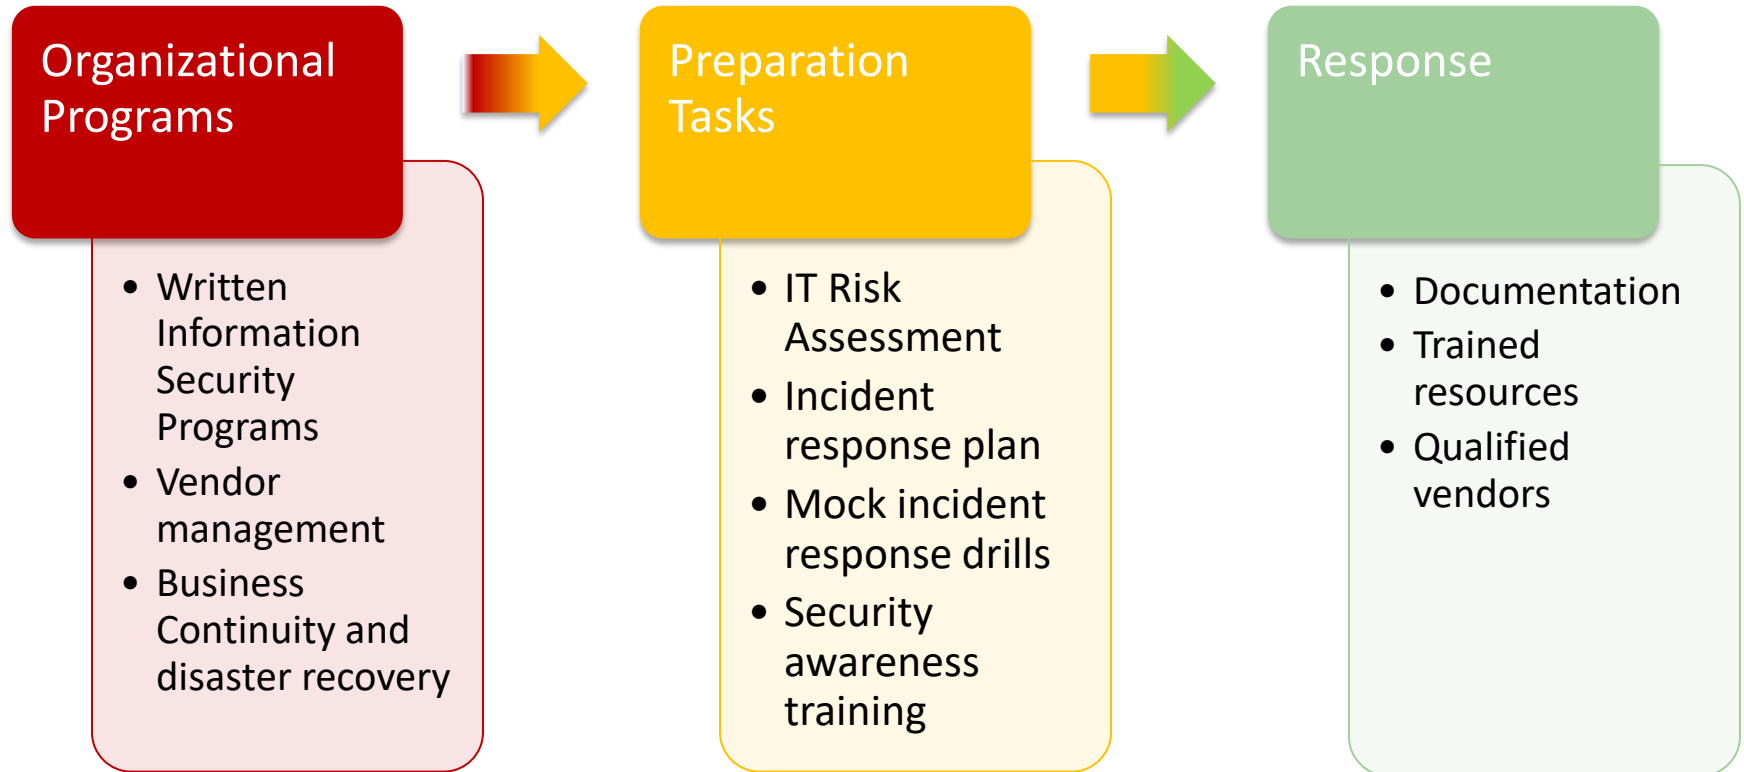 Organizational
Programs
• Written
Information
Security
Programs
• Vendor
management
• Business
Continuity and
disaster recovery
Preparation
Tasks
• IT Risk
Assessment
• Incident
response plan
• Mock incident
response drills
• Security
awareness
training
Response
• Documentation
• Trained
resources
• Qualified
vendors